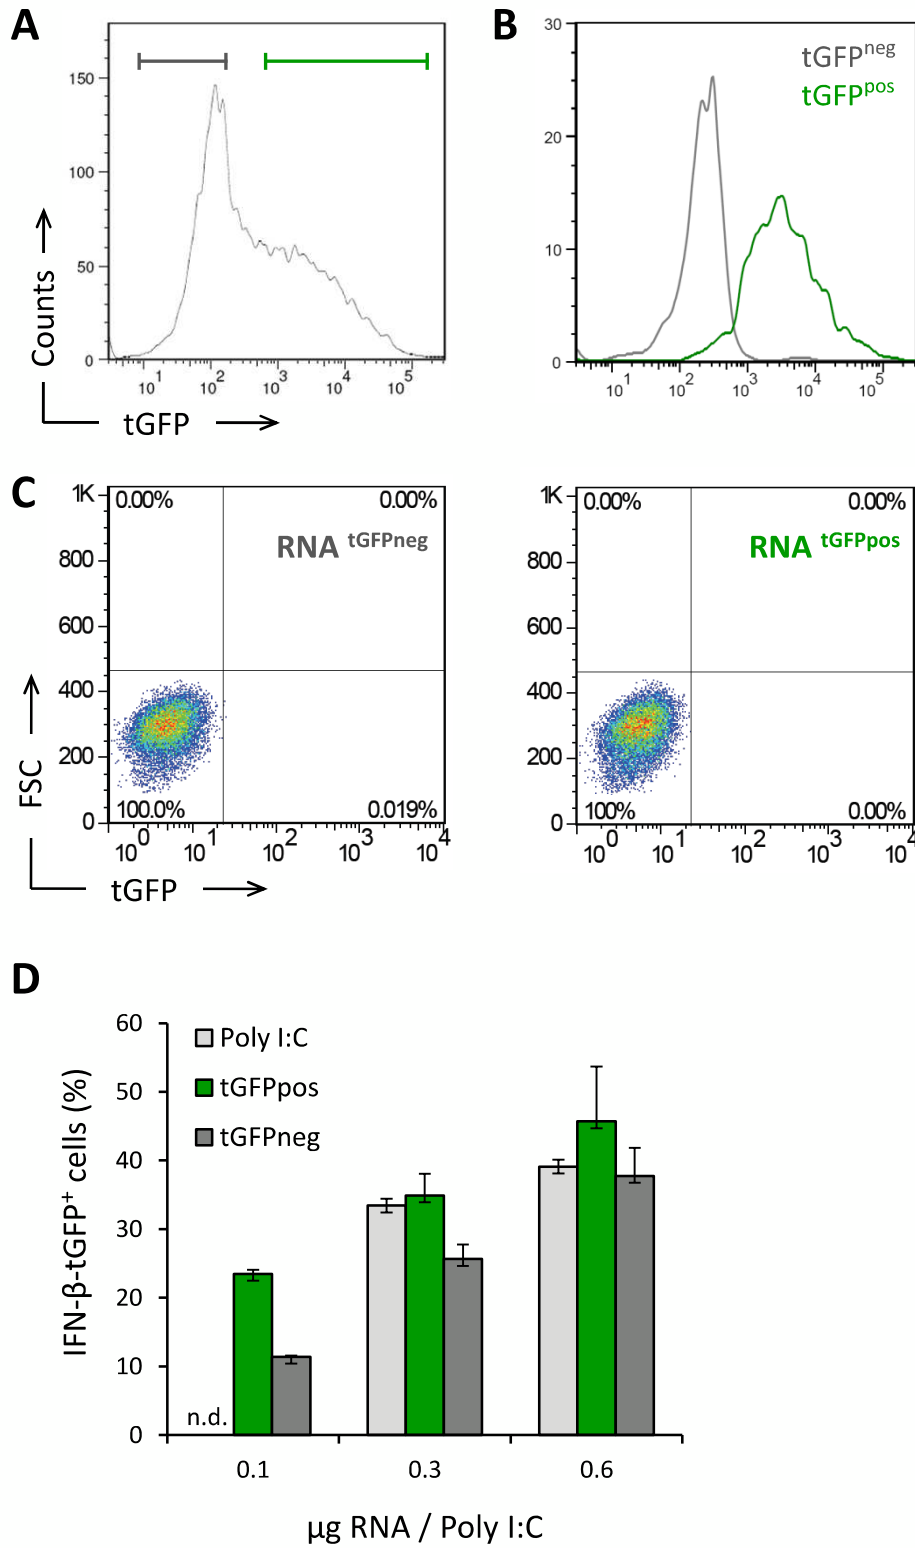 A
150
100
50
0
10^1 10^2 10^3 10^4 10^5
Counts
tGFP
B
30
20
10
0
tGFP^neg
tGFP^pos
10^1 10^2 10^3 10^4 10^5
C
1K
800
600
400
200
0
0.00% 0.00%
RNA ^tGFPneg
100.0% 0.019%
10^0 10^1 10^2 10^3 10^4
FSC
tGFP
1K
800
600
400
200
0
0.00% 0.00%
RNA ^tGFPpos
100% 0.00%
10^0 10^1 10^2 10^3 10^4
D
60
50
40
30
20
10
0
IFN-β-tGFP^+ cells (%)
Poly I:C
tGFPpos
tGFPneg
n.d.
0.1 0.3 0.6
µg RNA / Poly I:C